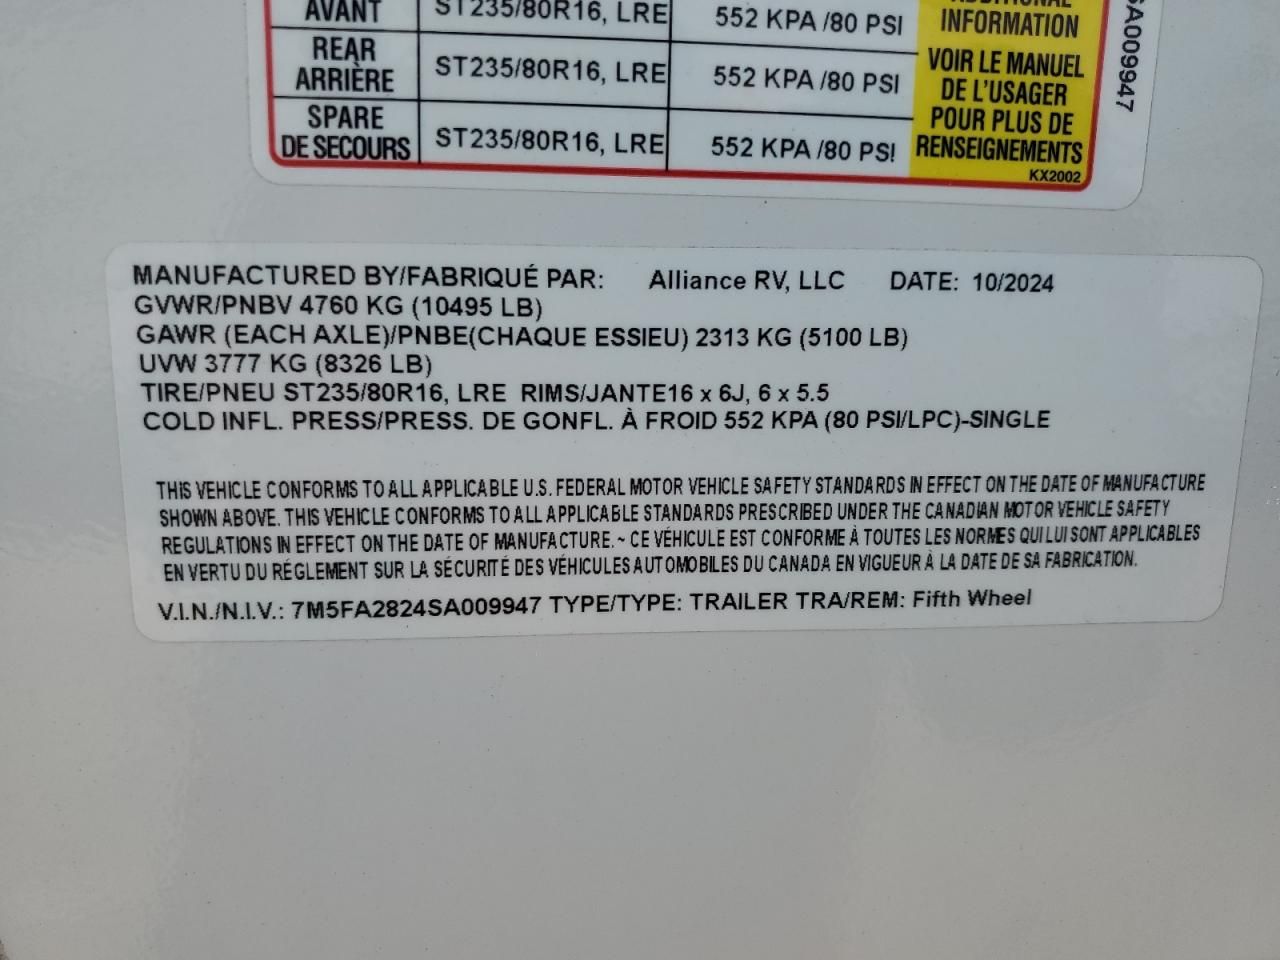 AVANT ST235/80R16, LRE 552 KPA /80 PSI
INFORMATION
REAR
ARRIÈRE ST235/80R16, LRE 552 KPA /80 PSI
VOIR LE MANUEL
DE L'USAGER
POUR PLUS DE
RENSEIGNEMENTS
SPARE
DE SECOURS ST235/80R16, LRE 552 KPA /80 PSI
KX2002
SA009947
MANUFACTURED BY/FABRIQUÉ PAR: Alliance RV, LLC DATE: 10/2024
GVWR/PNBV 4760 KG (10495 LB)
GAWR (EACH AXLE)/PNBE(CHAQUE ESSIEU) 2313 KG (5100 LB)
UVW 3777 KG (8326 LB)
TIRE/PNEU ST235/80R16, LRE RIMS/JANTE16 x 6J, 6 x 5.5
COLD INFL. PRESS/PRESS. DE GONFL. À FROID 552 KPA (80 PSI/LPC)-SINGLE
THIS VEHICLE CONFORMS TO ALL APPLICABLE U.S. FEDERAL MOTOR VEHICLE SAFETY STANDARDS IN EFFECT ON THE DATE OF MANUFACTURE
SHOWN ABOVE. THIS VEHICLE CONFORMS TO ALL APPLICABLE STANDARDS PRESCRIBED UNDER THE CANADIAN MOTOR VEHICLE SAFETY
REGULATIONS IN EFFECT ON THE DATE OF MANUFACTURE. ~ CE VÉHICULE EST CONFORME À TOUTES LES NORMES QUI LUI SONT APPLICABLES
EN VERTU DU RÉGLEMENT SUR LA SÉCURITÉ DES VÉHICULES AUTOMOBILES DU CANADA EN VIGUEUR À LA DATE DE SA FABRICATION.
V.I.N./N.I.V.: 7M5FA2824SA009947 TYPE/TYPE: TRAILER TRA/REM: Fifth Wheel